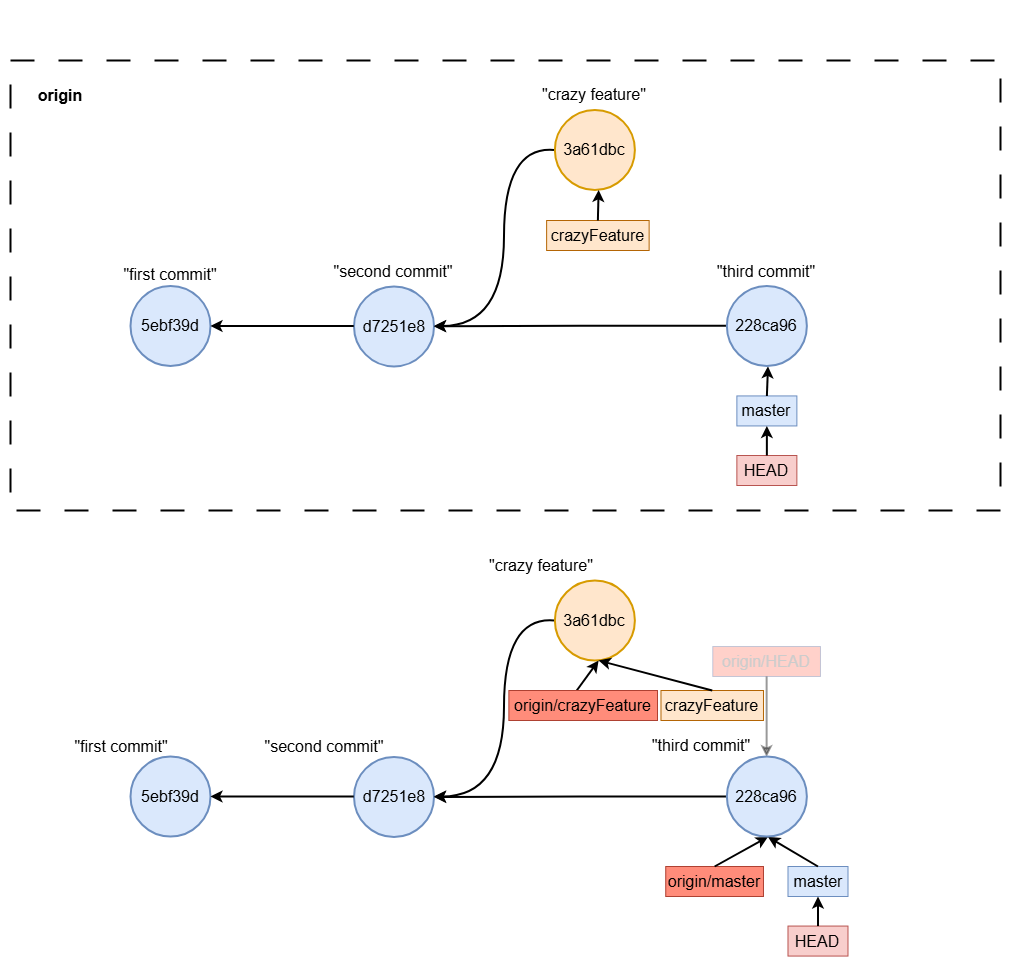 origin
"crazy feature"
3a61dbc
crazyFeature
"first commit"
"second commit"
"third commit"
5ebf39d
d7251e8
228ca96
master
HEAD
"crazy feature"
3a61dbc
origin/HEAD
origin/crazyFeature
crazyFeature
"first commit"
"second commit"
"third commit"
5ebf39d
d7251e8
228ca96
origin/master
master
HEAD